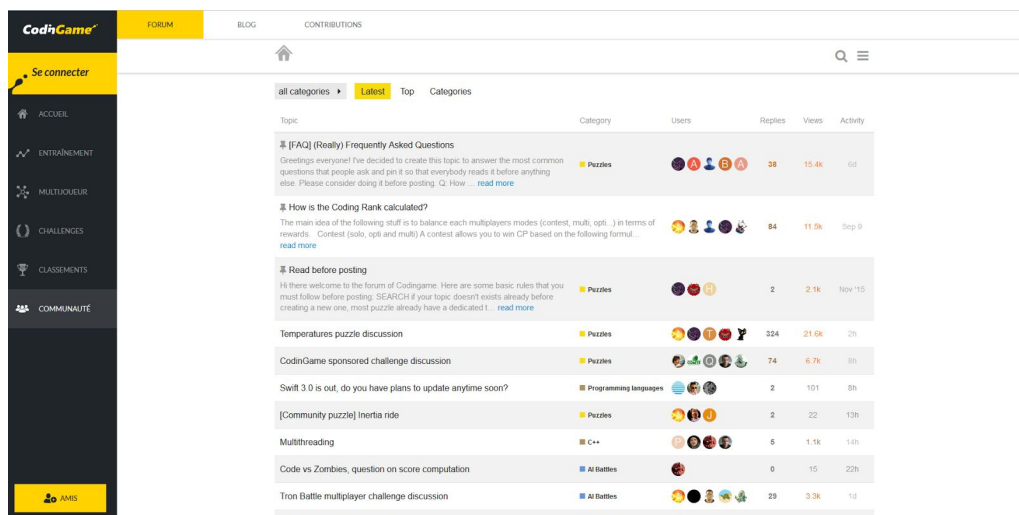 CodinGame
FORUM BLOG CONTRIBUTIONS
Se connecter
ACCUEIL
ENTRAÎNEMENT
MULTIJOUEUR
CHALLENGES
CLASSEMENTS
COMMUNAUTÉ
AMIS
all categories Latest Top Categories
Topic Category Users Replies Views Activity
[FAQ] (Really) Frequently Asked Questions
Greetings everyone! I've decided to create this topic to answer the most common
questions that people ask and pin it so that everybody reads it before anything
else. Please consider doing it before posting. Q: How ... read more
Puzzles A B A 38 15.4k 6d
How is the Coding Rank calculated?
The main idea of the following stuff is to balance each multiplayers modes (contest, multi, opti...) in terms of
rewards. Contest (solo, opti and multi) A contest allows you to win CP based on the following formul...
read more
84 11.5k Sep 9
Read before posting
Hi there welcome to the forum of Codingame. Here are some basic rules that you
must follow before posting: SEARCH if your topic doesn't exists already before
creating a new one, most puzzle already have a dedicated t... read more
Puzzles H 2 2.1k Nov '15
Temperatures puzzle discussion Puzzles T 324 21.6k 2h
CodinGame sponsored challenge discussion Puzzles Q 74 6.7k 8h
Swift 3.0 is out, do you have plans to update anytime soon? Programming languages 2 101 8h
[Community puzzle] Inertia ride Puzzles J 2 22 13h
Multithreading C++ P 5 1.1k 14h
Code vs Zombies, question on score computation AI Battles 0 15 22h
Tron Battle multiplayer challenge discussion AI Battles 29 3.3k 1d